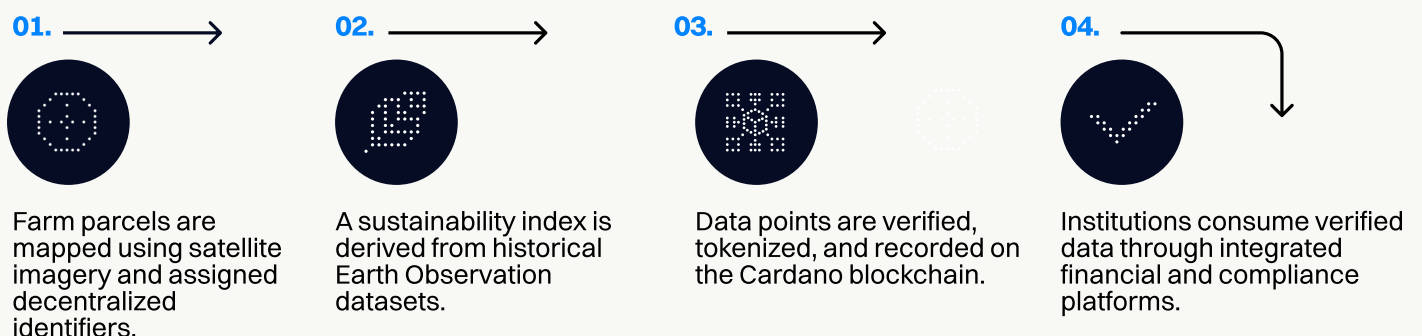 01.
02.
03.
04.
Farm parcels are
mapped using satellite
imagery and assigned
decentralized
identifiers.
A sustainability index is
derived from historical
Earth Observation
datasets.
Data points are verified,
tokenized, and recorded on
the Cardano blockchain.
Institutions consume verified
data through integrated
financial and compliance
platforms.